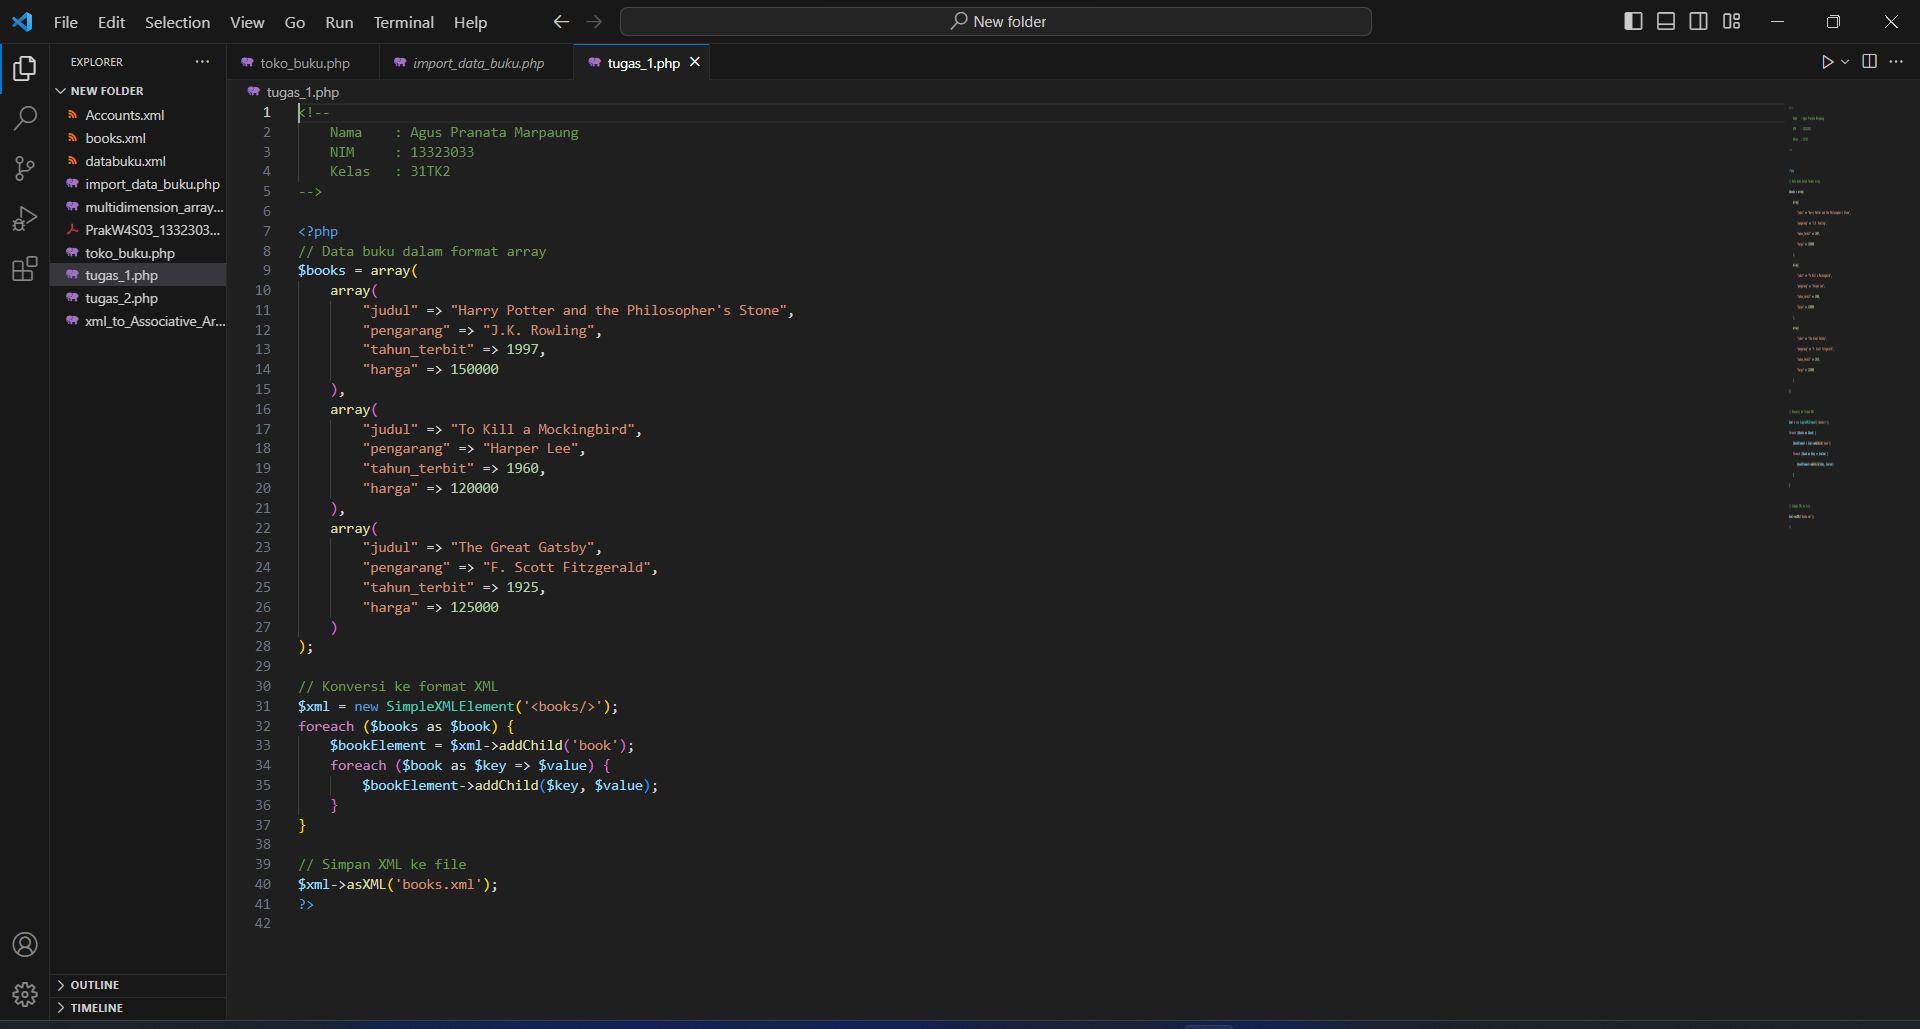 File Edit Selection View Go Run Terminal Help
New folder
EXPLORER
toko_buku.php
import_data_buku.php
tugas_1.php
NEW FOLDER
Accounts.xml
books.xml
databuku.xml
import_data_buku.php
multidimension_array...
PrakW4S03_1332303...
toko_buku.php
tugas_1.php
tugas_2.php
xml_to_Associative_Ar...
OUTLINE
TIMELINE
tugas_1.php
1 <!--
2     Nama    : Agus Pranata Marpaung
3     NIM     : 13323033
4     Kelas   : 31TK2
5 -->
6
7 <?php
8 // Data buku dalam format array
9 $books = array(
10     array(
11         "judul" => "Harry Potter and the Philosopher's Stone",
12         "pengarang" => "J.K. Rowling",
13         "tahun_terbit" => 1997,
14         "harga" => 150000
15     ),
16     array(
17         "judul" => "To Kill a Mockingbird",
18         "pengarang" => "Harper Lee",
19         "tahun_terbit" => 1960,
20         "harga" => 120000
21     ),
22     array(
23         "judul" => "The Great Gatsby",
24         "pengarang" => "F. Scott Fitzgerald",
25         "tahun_terbit" => 1925,
26         "harga" => 125000
27     )
28 );
29
30 // Konversi ke format XML
31 $xml = new SimpleXMLElement('<books/>');
32 foreach ($books as $book) {
33     $bookElement = $xml->addChild('book');
34     foreach ($book as $key => $value) {
35         $bookElement->addChild($key, $value);
36     }
37 }
38
39 // Simpan XML ke file
40 $xml->asXML('books.xml');
41 ?>
42